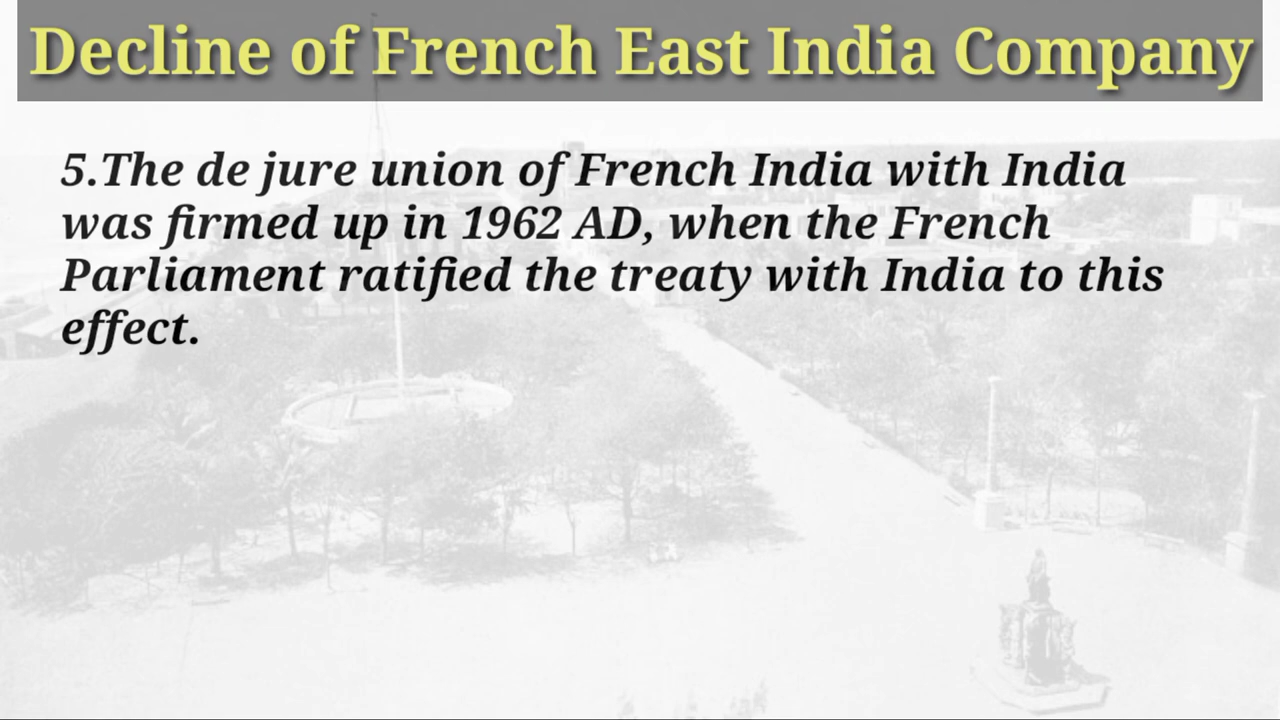 Decline of French East India Company
5.The de jure union of French India with India
was firmed up in 1962 AD, when the French
Parliament ratified the treaty with India to this
effect.